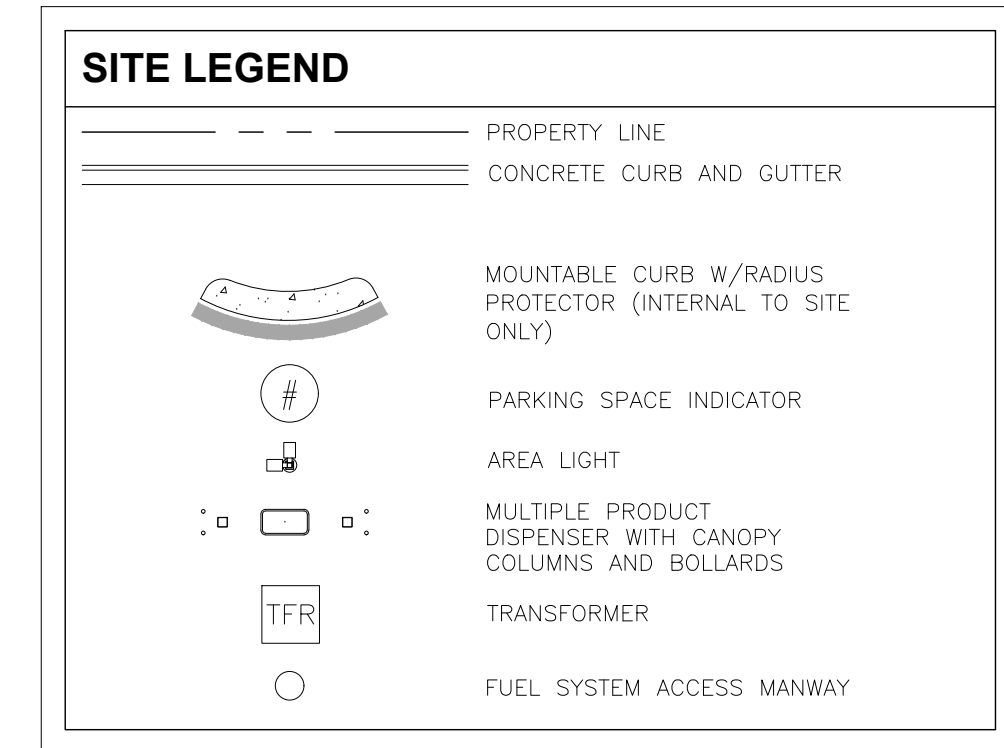 SITE LEGEND
PROPERTY LINE
CONCRETE CURB AND GUTTER
MOUNTABLE CURB W/RADIUS
PROTECTOR (INTERNAL TO SITE
ONLY)
#
PARKING SPACE INDICATOR
AREA LIGHT
MULTIPLE PRODUCT
DISPENSER WITH CANOPY
COLUMNS AND BOLLARDS
TFR
TRANSFORMER
FUEL SYSTEM ACCESS MANWAY